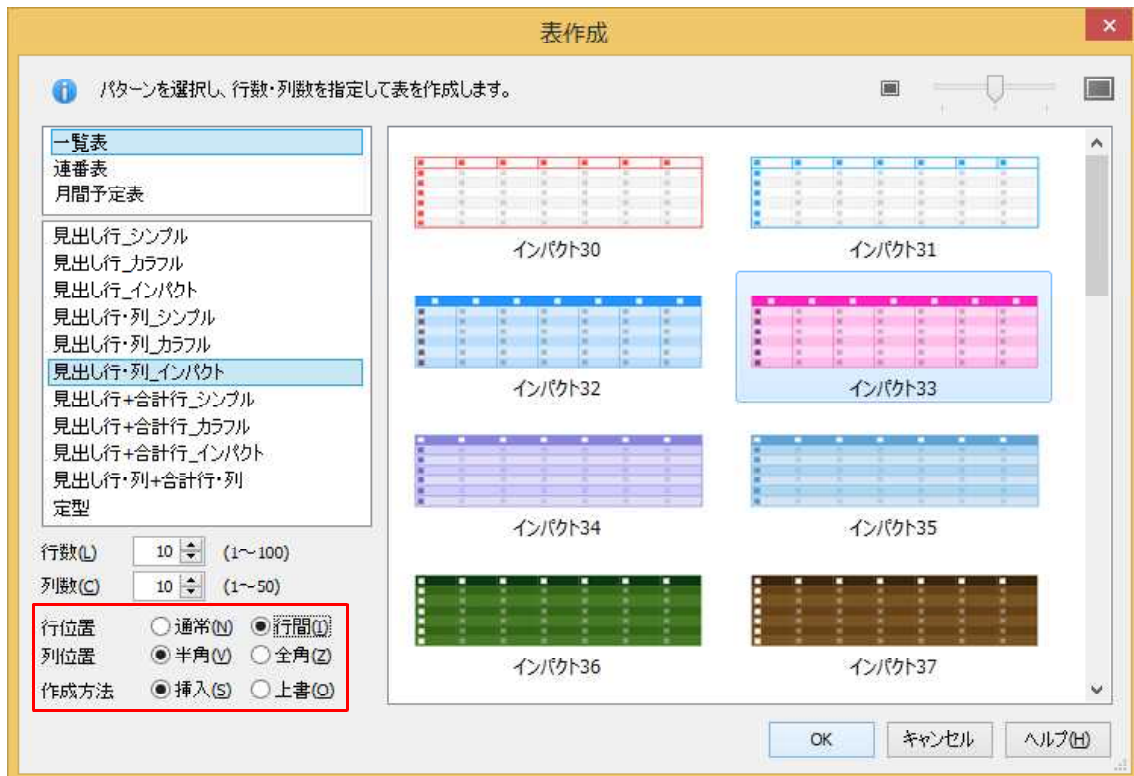 表作成
パターンを選択し、行数・列数を指定して表を作成します。
一覧表
連番表
月間予定表
見出し行_シンプル
見出し行_カラフル
見出し行_インパクト
見出し行・列_シンプル
見出し行・列_カラフル
見出し行・列_インパクト
見出し行+合計行_シンプル
見出し行+合計行_カラフル
見出し行+合計行_インパクト
見出し行・列+合計行・列
定型
行数(L) 10 (1～100)
列数(C) 10 (1～50)
行位置 通常(N) 行間(I)
列位置 半角(V) 全角(Z)
作成方法 挿入(S) 上書(O)
インパクト30 インパクト31
インパクト32 インパクト33
インパクト34 インパクト35
インパクト36 インパクト37
OK キャンセル ヘルプ(H)